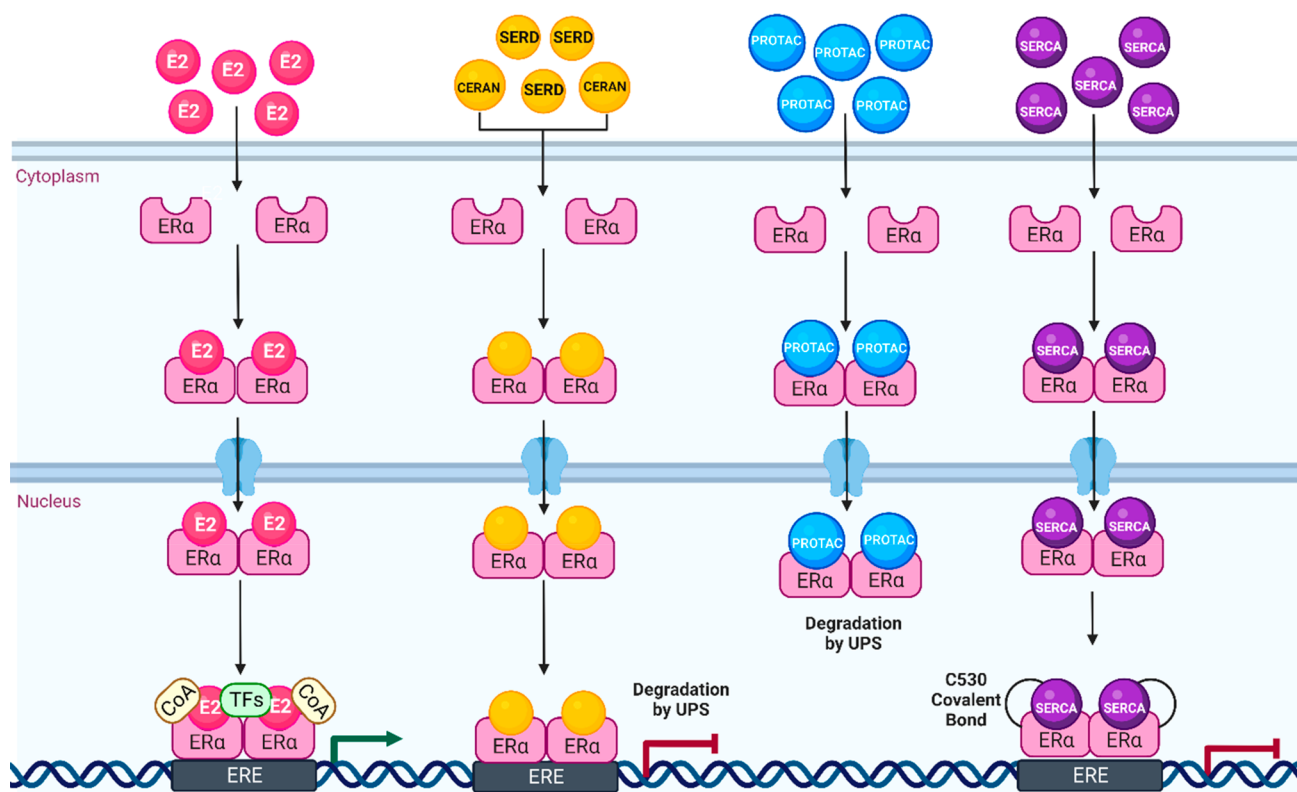 E2
E2
E2
E2
E2
SERD
SERD
CERAN
SERD
CERAN
PROTAC
PROTAC
PROTAC
PROTAC
PROTAC
SERCA
SERCA
SERCA
SERCA
SERCA
Cytoplasm
ERα
ERα
ERα
ERα
ERα
ERα
ERα
ERα
E2
E2
ERα
ERα
ERα
ERα
PROTAC
PROTAC
ERα
ERα
SERCA
SERCA
ERα
ERα
Nucleus
E2
E2
ERα
ERα
ERα
ERα
PROTAC
PROTAC
ERα
ERα
Degradation
by UPS
SERCA
SERCA
ERα
ERα
CoA
E2
TFs
E2
CoA
ERα
ERα
ERE
ERα
ERα
ERE
Degradation
by UPS
C530
Covalent
Bond
SERCA
SERCA
ERα
ERα
ERE